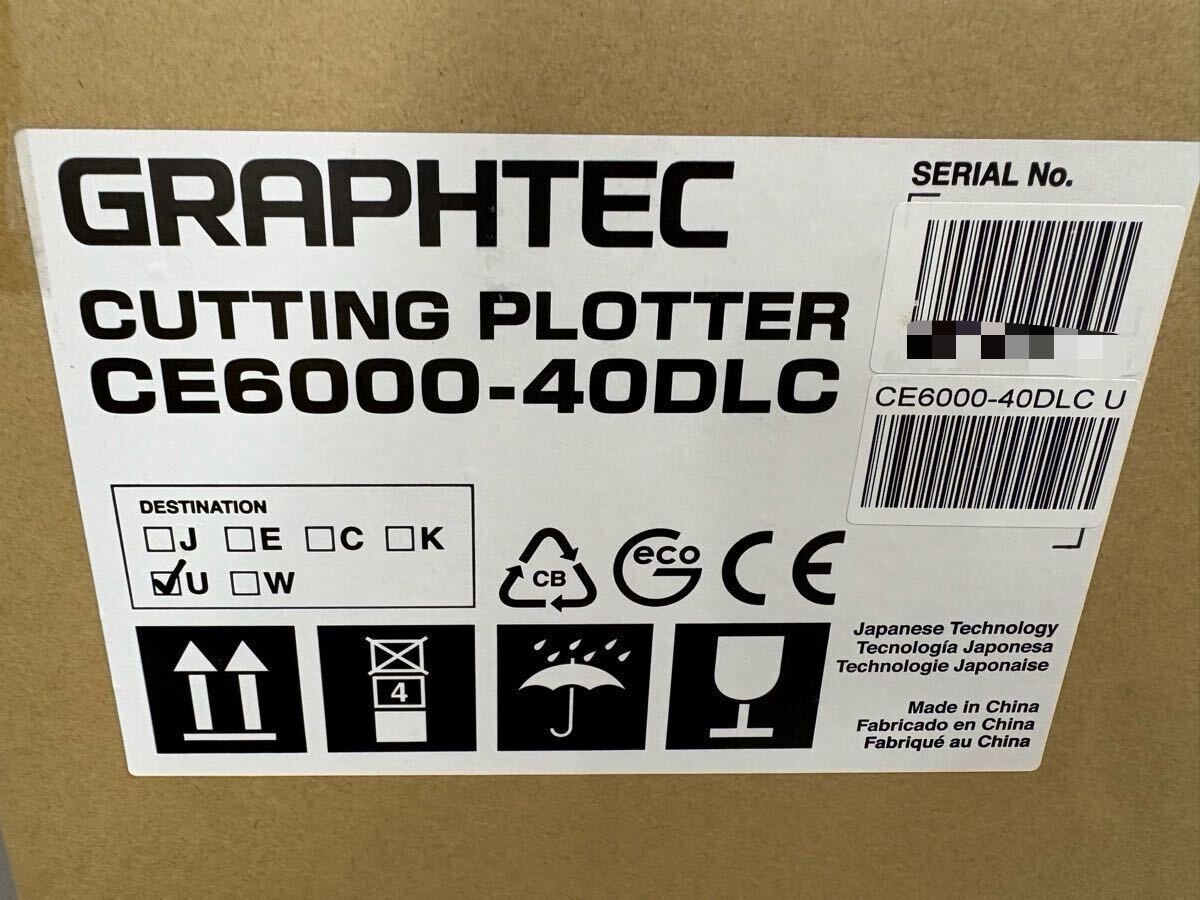 GRAPHTEC
CUTTING PLOTTER
CE6000-40DLC
SERIAL No.
CE6000-40DLC U
DESTINATION
J E C K
U W
CB
eco
CE
4
Japanese Technology
Tecnología Japonesa
Technologie Japonaise
Made in China
Fabricado en China
Fabriqué au China